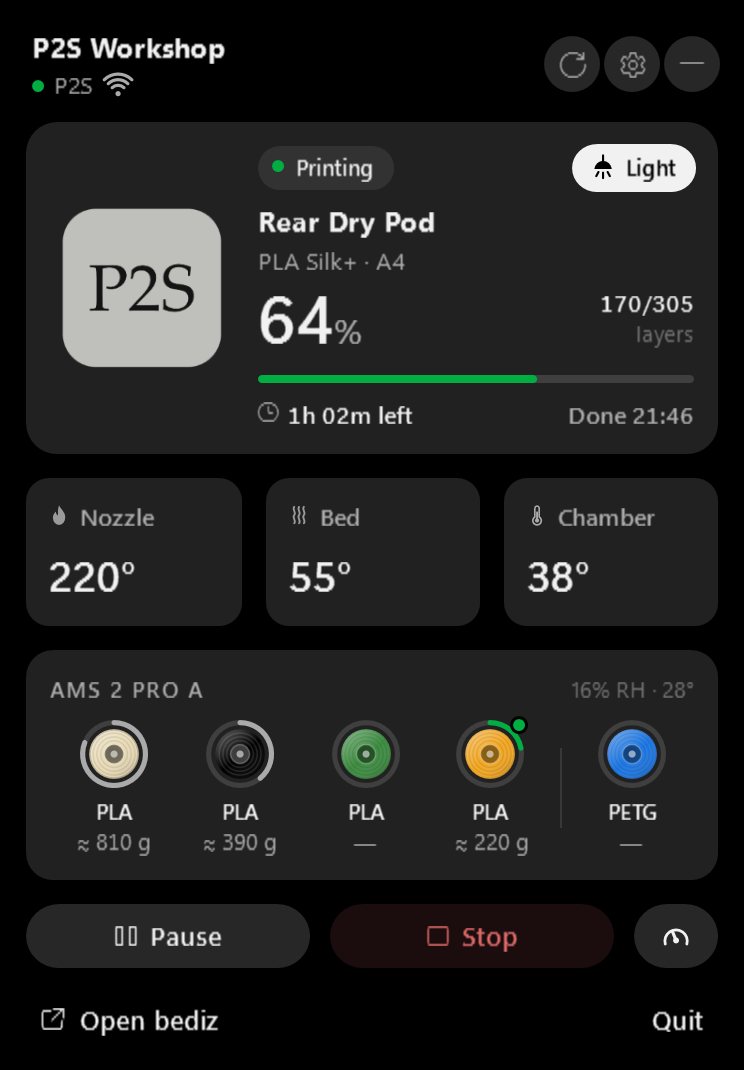 P2S Workshop
P2S
Printing
Light
Rear Dry Pod
PLA Silk+ · A4
64%
170/305
layers
1h 02m left
Done 21:46
P2S
Nozzle
220°
Bed
55°
Chamber
38°
AMS 2 PRO A
16% RH · 28°
PLA
≈ 810 g
PLA
≈ 390 g
PLA
—
PLA
≈ 220 g
PETG
—
Pause
Stop
Open bediz
Quit